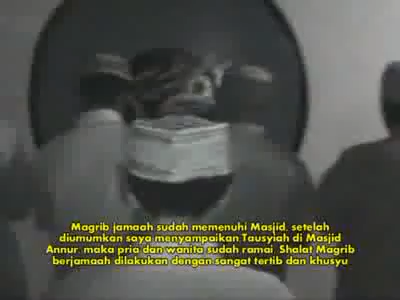 Magrib jamaah sudah memenuhi Masjid, setelah
diumumkan saya menyampaikan Tausyiah di Masjid
Annur, maka pria dan wanita sudah ramai. Shalat Magrib
berjamaah dilakukan dengan sangat tertib dan khusyu